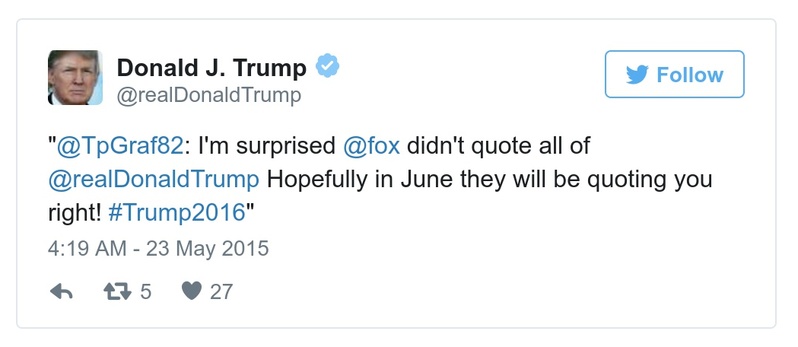 Donald J. Trump
@realDonaldTrump
Follow
"@TpGraf82: I'm surprised @fox didn't quote all of
@realDonaldTrump Hopefully in June they will be quoting you
right! #Trump2016"
4:19 AM - 23 May 2015
5 27